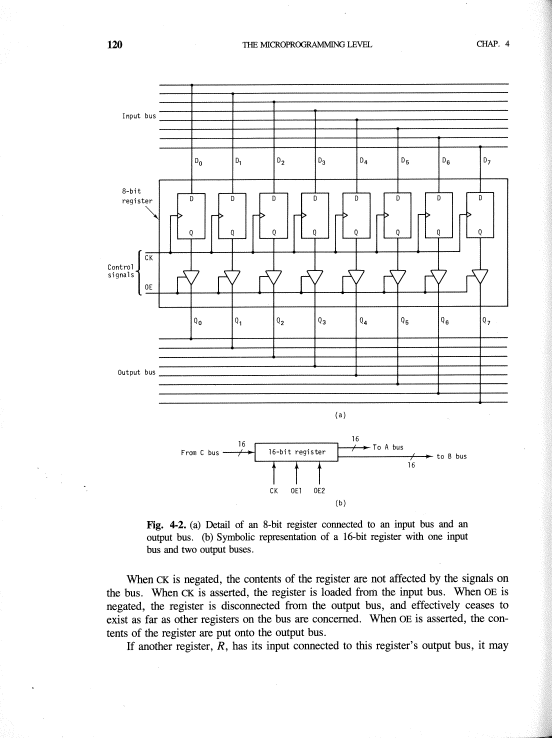 120 THE MICROPROGRAMMING LEVEL CHAP. 4
Input bus
D0 D1 D2 D3 D4 D5 D6 D7
8-bit
register
D D D D D D D D
Q Q Q Q Q Q Q Q
CK
Control
signals
OE
Q0 Q1 Q2 Q3 Q4 Q5 Q6 Q7
Output bus
(a)
From C bus 16 16-bit register 16 To A bus
16 to B bus
CK OE1 OE2
(b)
Fig. 4-2. (a) Detail of an 8-bit register connected to an input bus and an
output bus. (b) Symbolic representation of a 16-bit register with one input
bus and two output buses.
When CK is negated, the contents of the register are not affected by the signals on
the bus. When CK is asserted, the register is loaded from the input bus. When OE is
negated, the register is disconnected from the output bus, and effectively ceases to
exist as far as other registers on the bus are concerned. When OE is asserted, the con-
tents of the register are put onto the output bus.
If another register, R, has its input connected to this register's output bus, it may